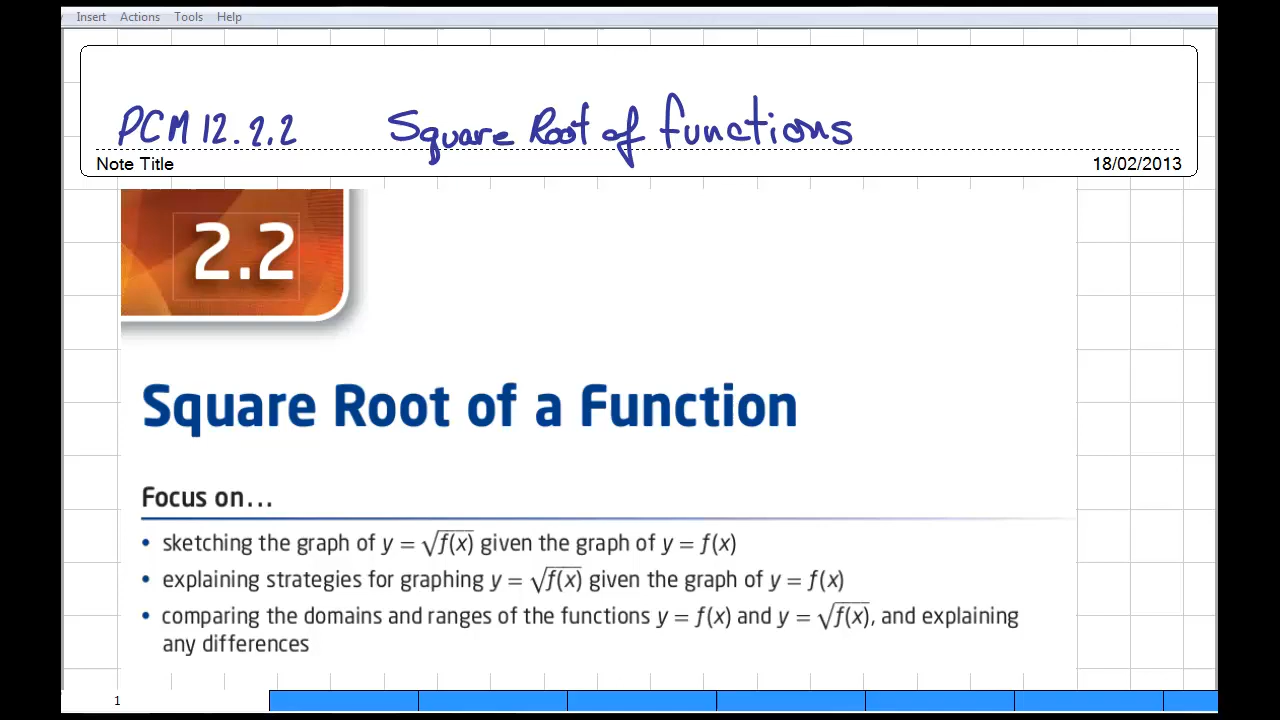 Insert Actions Tools Help
PCM 12.2.2 Square Root of functions
Note Title 18/02/2013
2.2
Square Root of a Function
Focus on...
• sketching the graph of y = √f(x) given the graph of y = f(x)
• explaining strategies for graphing y = √f(x) given the graph of y = f(x)
• comparing the domains and ranges of the functions y = f(x) and y = √f(x), and explaining
any differences
1